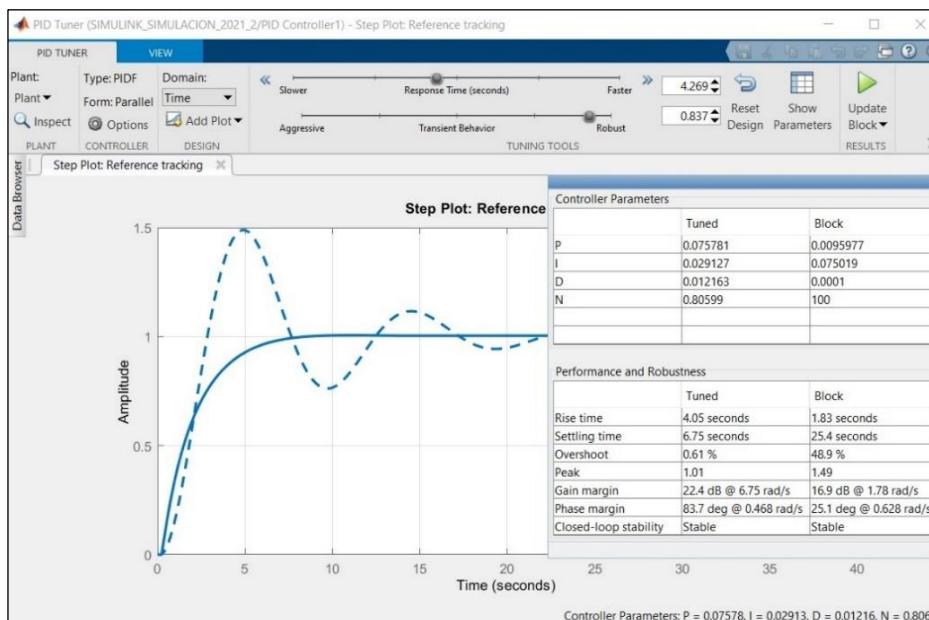 PID Tuner (SIMULINK_SIMULACION_2021_2/PID Controller1) - Step Plot: Reference tracking
PID TUNER VIEW
Plant: Type: PIDF Domain:
Plant Form: Parallel Time Slower Response Time (seconds) Faster 4.269
Inspect Options Add Plot Aggressive Transient Behavior Robust 0.837 Reset Design Show Parameters Update Block
PLANT CONTROLLER DESIGN TUNING TOOLS RESULTS
Data Browser
Step Plot: Reference tracking
Step Plot: Reference
Amplitude
1.5
1
0.5
0
0 5 10 15 20 25 30 35 40
Time (seconds)
Controller Parameters
Tuned Block
P 0.075781 0.0095977
I 0.029127 0.075019
D 0.012163 0.0001
N 0.80599 100
Performance and Robustness
Tuned Block
Rise time 4.05 seconds 1.83 seconds
Settling time 6.75 seconds 25.4 seconds
Overshoot 0.61 % 48.9 %
Peak 1.01 1.49
Gain margin 22.4 dB @ 6.75 rad/s 16.9 dB @ 1.78 rad/s
Phase margin 83.7 deg @ 0.468 rad/s 25.1 deg @ 0.628 rad/s
Closed-loop stability Stable Stable
Controller Parameters: P = 0.07578, I = 0.02913, D = 0.01216, N = 0.806